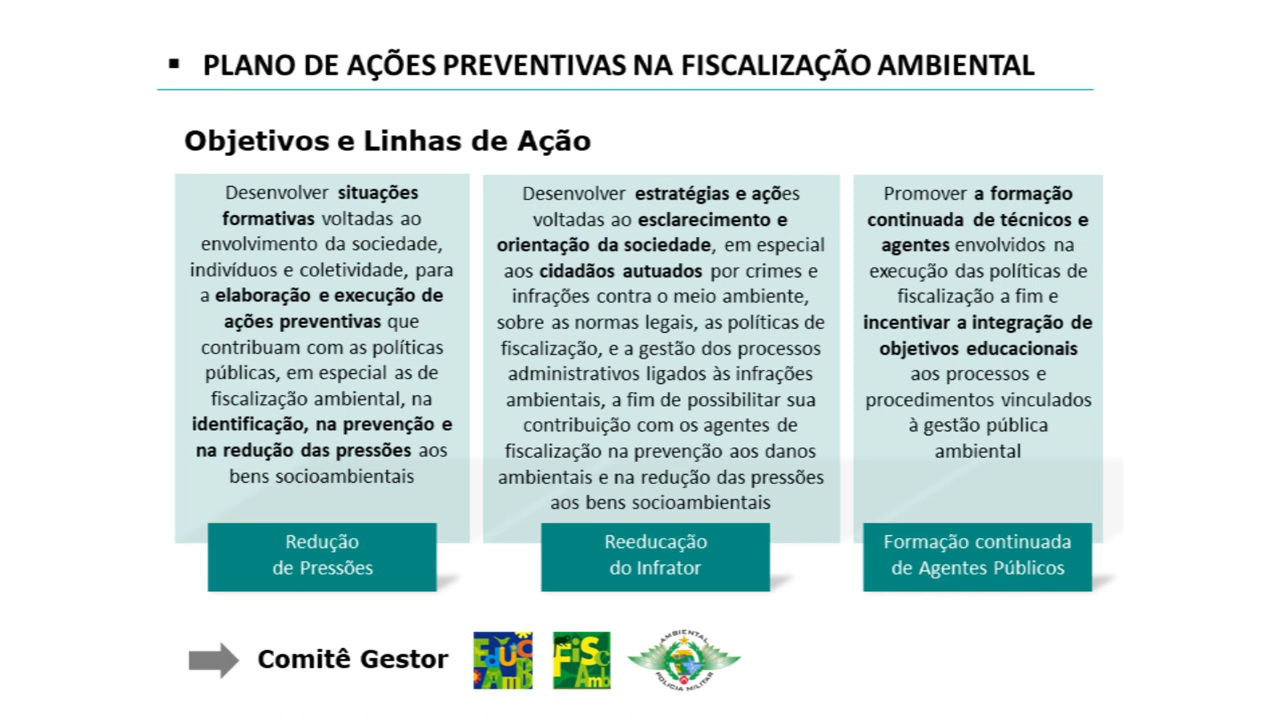 ▪ PLANO DE AÇÕES PREVENTIVAS NA FISCALIZAÇÃO AMBIENTAL
Objetivos e Linhas de Ação
Desenvolver situações
formativas voltadas ao
envolvimento da sociedade,
indivíduos e coletividade, para
a elaboração e execução de
ações preventivas que
contribuam com as políticas
públicas, em especial as de
fiscalização ambiental, na
identificação, na prevenção e
na redução das pressões aos
bens socioambientais
Redução
de Pressões
Desenvolver estratégias e ações
voltadas ao esclarecimento e
orientação da sociedade, em especial
aos cidadãos autuados por crimes e
infrações contra o meio ambiente,
sobre as normas legais, as políticas de
fiscalização, e a gestão dos processos
administrativos ligados às infrações
ambientais, a fim de possibilitar sua
contribuição com os agentes de
fiscalização na prevenção aos danos
ambientais e na redução das pressões
aos bens socioambientais
Reeducação
do Infrator
Promover a formação
continuada de técnicos e
agentes envolvidos na
execução das políticas de
fiscalização a fim e
incentivar a integração de
objetivos educacionais
aos processos e
procedimentos vinculados
à gestão pública
ambiental
Formação continuada
de Agentes Públicos
Comitê Gestor
EdUC
AmB
FiSc
Amb
AMBIENTAL
POLICIA MILITAR